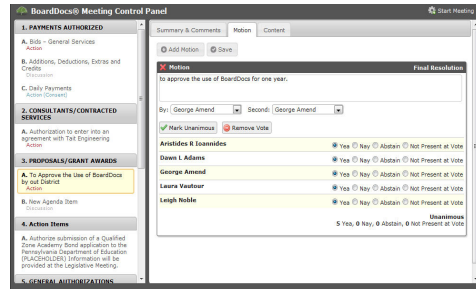 BoardDocs® Meeting Control Panel
Start Meeting
1. PAYMENTS AUTHORIZED
A. Bids - General Services
Action
B. Additions, Deductions, Extras and
Credits
Discussion
C. Daily Payments
Action (Consent)
2. CONSULTANTS/CONTRACTED
SERVICES
A. Authorization to enter into an
agreement with Tait Engineering
Action
3. PROPOSALS/GRANT AWARDS
A. To Approve the Use of BoardDocs
by out District
Action
B. New Agenda Item
Discussion
4. Action Items
A. Authorize submission of a Qualified
Zone Academy Bond application to the
Pennsylvania Department of Education
(PLACEHOLDER) Information will be
provided at the Legislative Meeting.
5. GENERAL AUTHORIZATIONS
Summary & Comments Motion Content
Add Motion Save
Motion Final Resolution
to approve the use of BoardDocs for one year.
By: George Amend Second: George Amend
Mark Unanimous Remove Vote
Aristides R Ioannides Yea Nay Abstain Not Present at Vote
Dawn L Adams Yea Nay Abstain Not Present at Vote
George Amend Yea Nay Abstain Not Present at Vote
Laura Vautour Yea Nay Abstain Not Present at Vote
Leigh Noble Yea Nay Abstain Not Present at Vote
Unanimous
5 Yea, 0 Nay, 0 Abstain, 0 Not Present at Vote